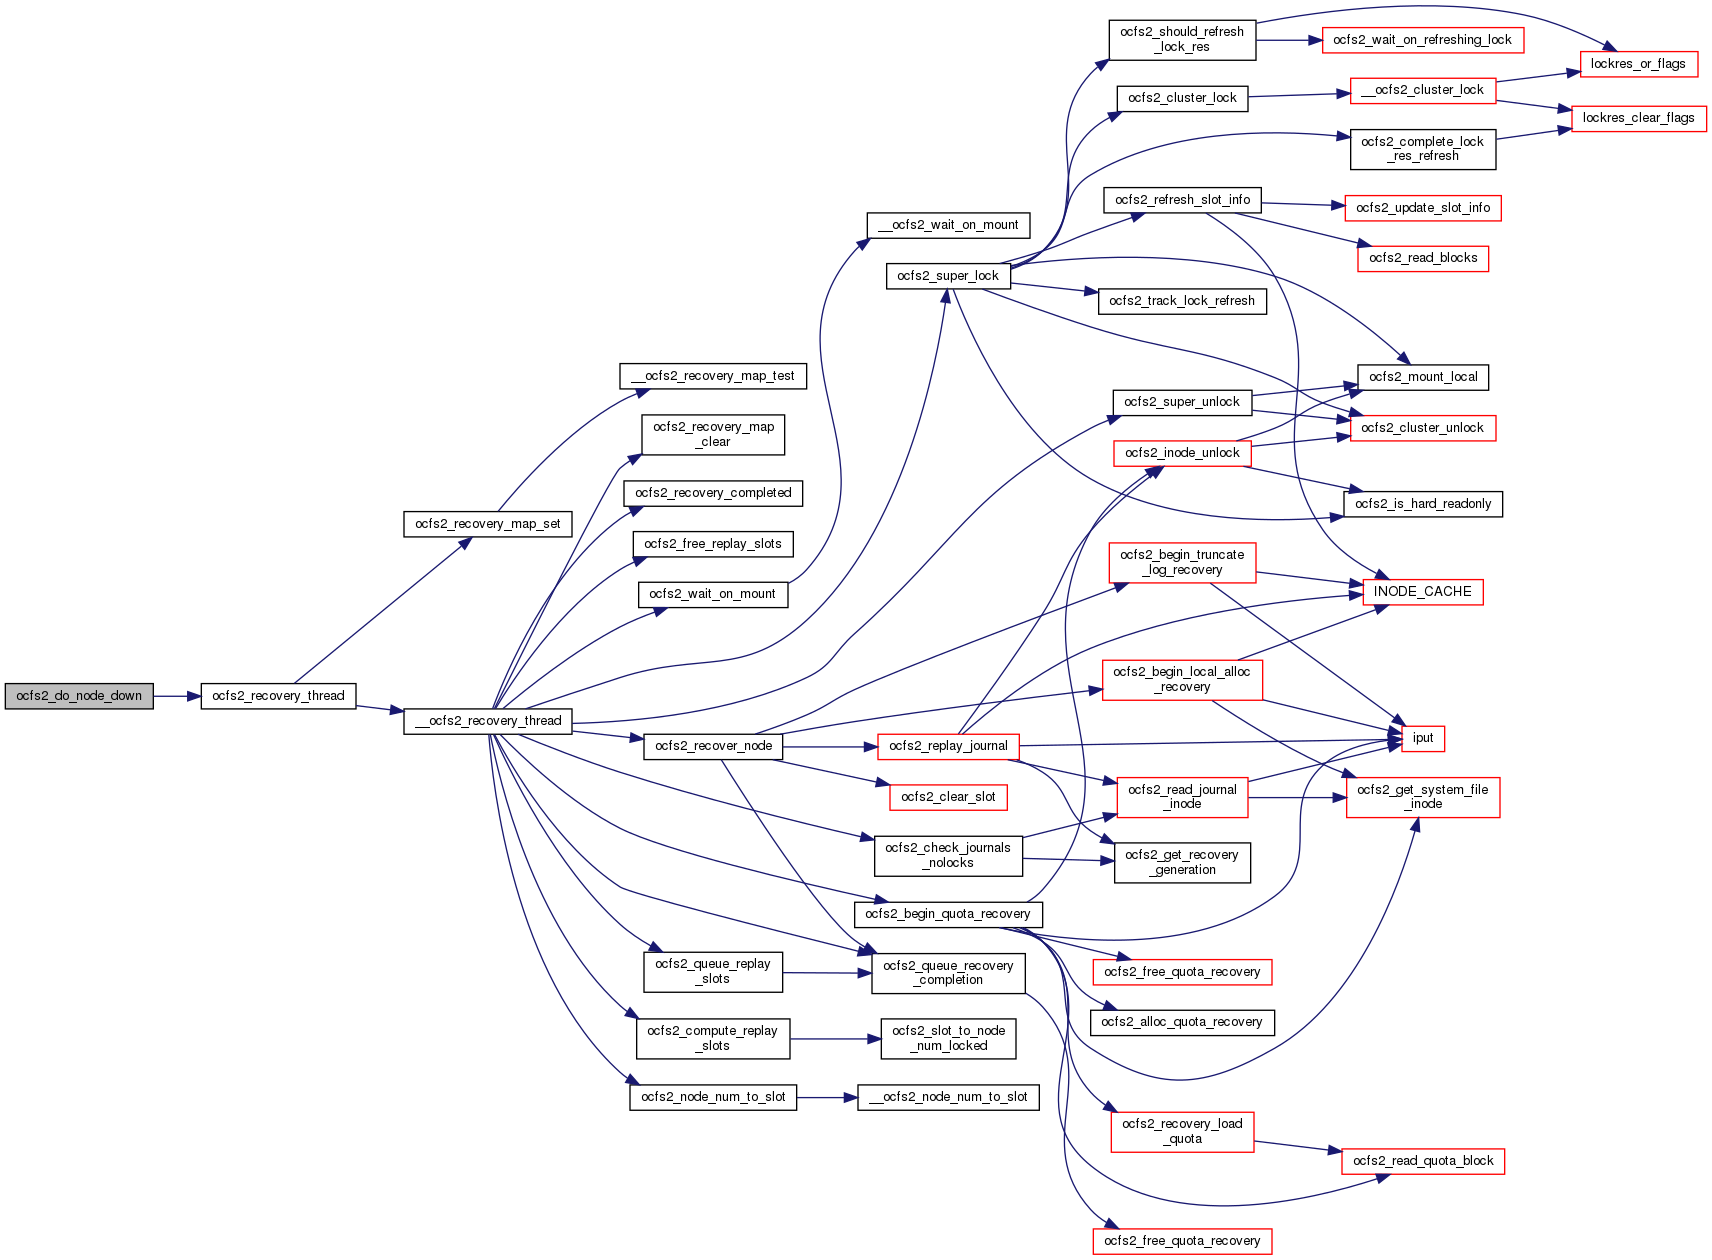 ocfs2_do_node_down
ocfs2_recovery_thread
ocfs2_recovery_map_set
__ocfs2_recovery_thread
__ocfs2_recovery_map_test
ocfs2_recovery_map
_clear
ocfs2_recovery_completed
ocfs2_free_replay_slots
ocfs2_wait_on_mount
ocfs2_recover_node
ocfs2_queue_replay
_slots
ocfs2_compute_replay
_slots
ocfs2_node_num_to_slot
__ocfs2_wait_on_mount
ocfs2_super_lock
ocfs2_replay_journal
ocfs2_clear_slot
ocfs2_check_journals
_nolocks
ocfs2_begin_quota_recovery
ocfs2_queue_recovery
_completion
ocfs2_slot_to_node
_num_locked
__ocfs2_node_num_to_slot
ocfs2_should_refresh
_lock_res
ocfs2_cluster_lock
ocfs2_refresh_slot_info
ocfs2_track_lock_refresh
ocfs2_super_unlock
ocfs2_inode_unlock
ocfs2_begin_truncate
_log_recovery
ocfs2_begin_local_alloc
_recovery
ocfs2_read_journal
_inode
ocfs2_get_recovery
_generation
ocfs2_free_quota_recovery
ocfs2_alloc_quota_recovery
ocfs2_recovery_load
_quota
ocfs2_free_quota_recovery
ocfs2_wait_on_refreshing_lock
__ocfs2_cluster_lock
ocfs2_complete_lock
_res_refresh
ocfs2_update_slot_info
ocfs2_read_blocks
ocfs2_mount_local
ocfs2_cluster_unlock
ocfs2_is_hard_readonly
INODE_CACHE
iput
ocfs2_get_system_file
_inode
ocfs2_read_quota_block
lockres_or_flags
lockres_clear_flags